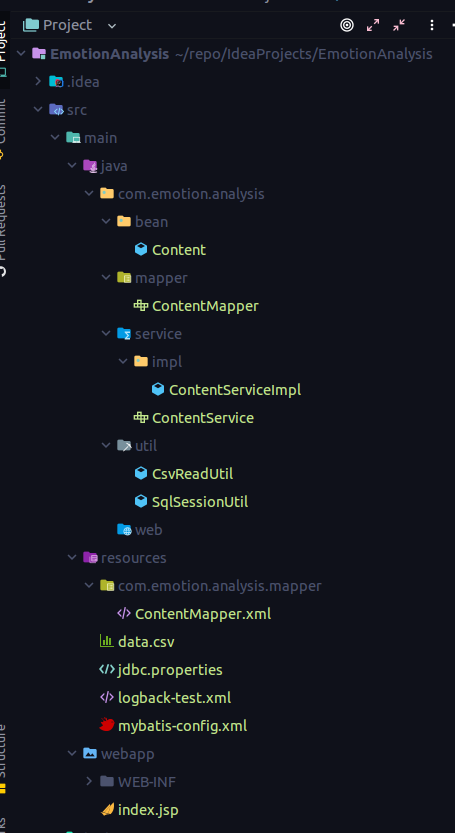 Project
EmotionAnalysis ~/repo/IdeaProjects/EmotionAnalysis
.idea
src
main
java
com.emotion.analysis
bean
Content
mapper
ContentMapper
service
impl
ContentServiceImpl
ContentService
util
CsvReadUtil
SqlSessionUtil
web
resources
com.emotion.analysis.mapper
ContentMapper.xml
data.csv
jdbc.properties
logback-test.xml
mybatis-config.xml
webapp
WEB-INF
index.jsp
Project
Commit
Pull Requests
Structure